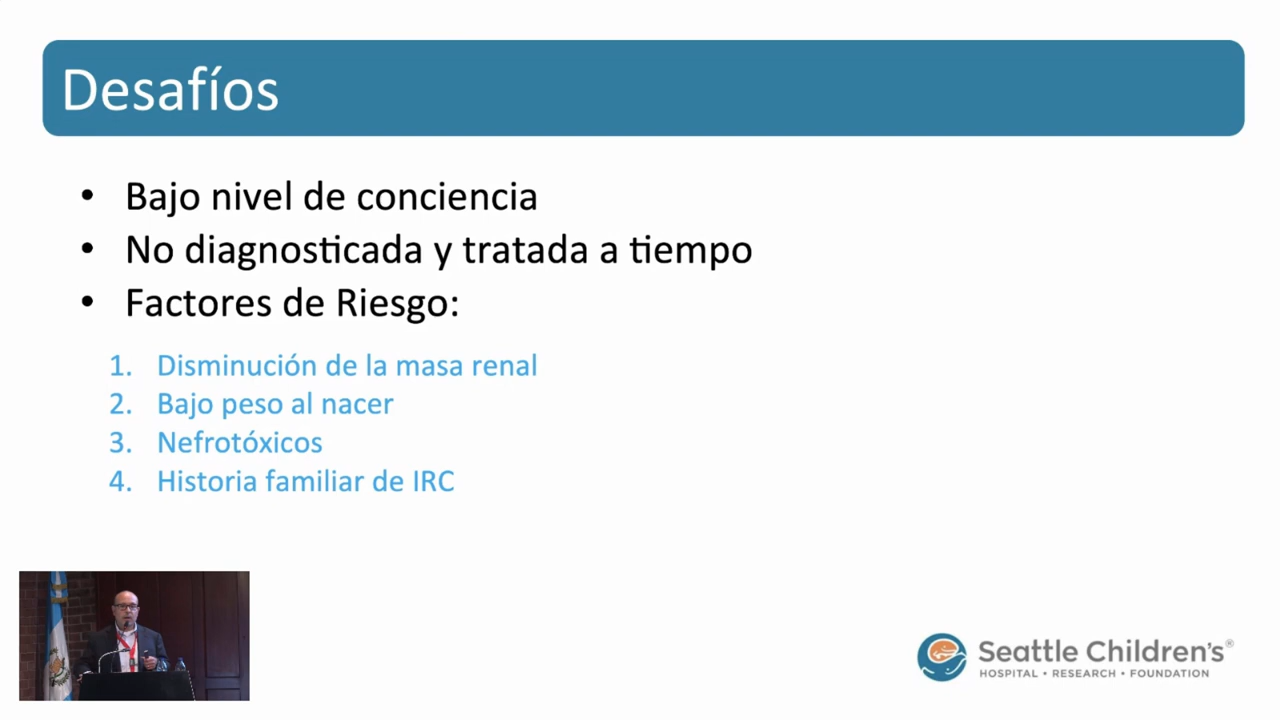 Desafíos
• Bajo nivel de conciencia
• No diagnosticada y tratada a tiempo
• Factores de Riesgo:
1. Disminución de la masa renal
2. Bajo peso al nacer
3. Nefrotóxicos
4. Historia familiar de IRC
Seattle Children's®
HOSPITAL • RESEARCH • FOUNDATION